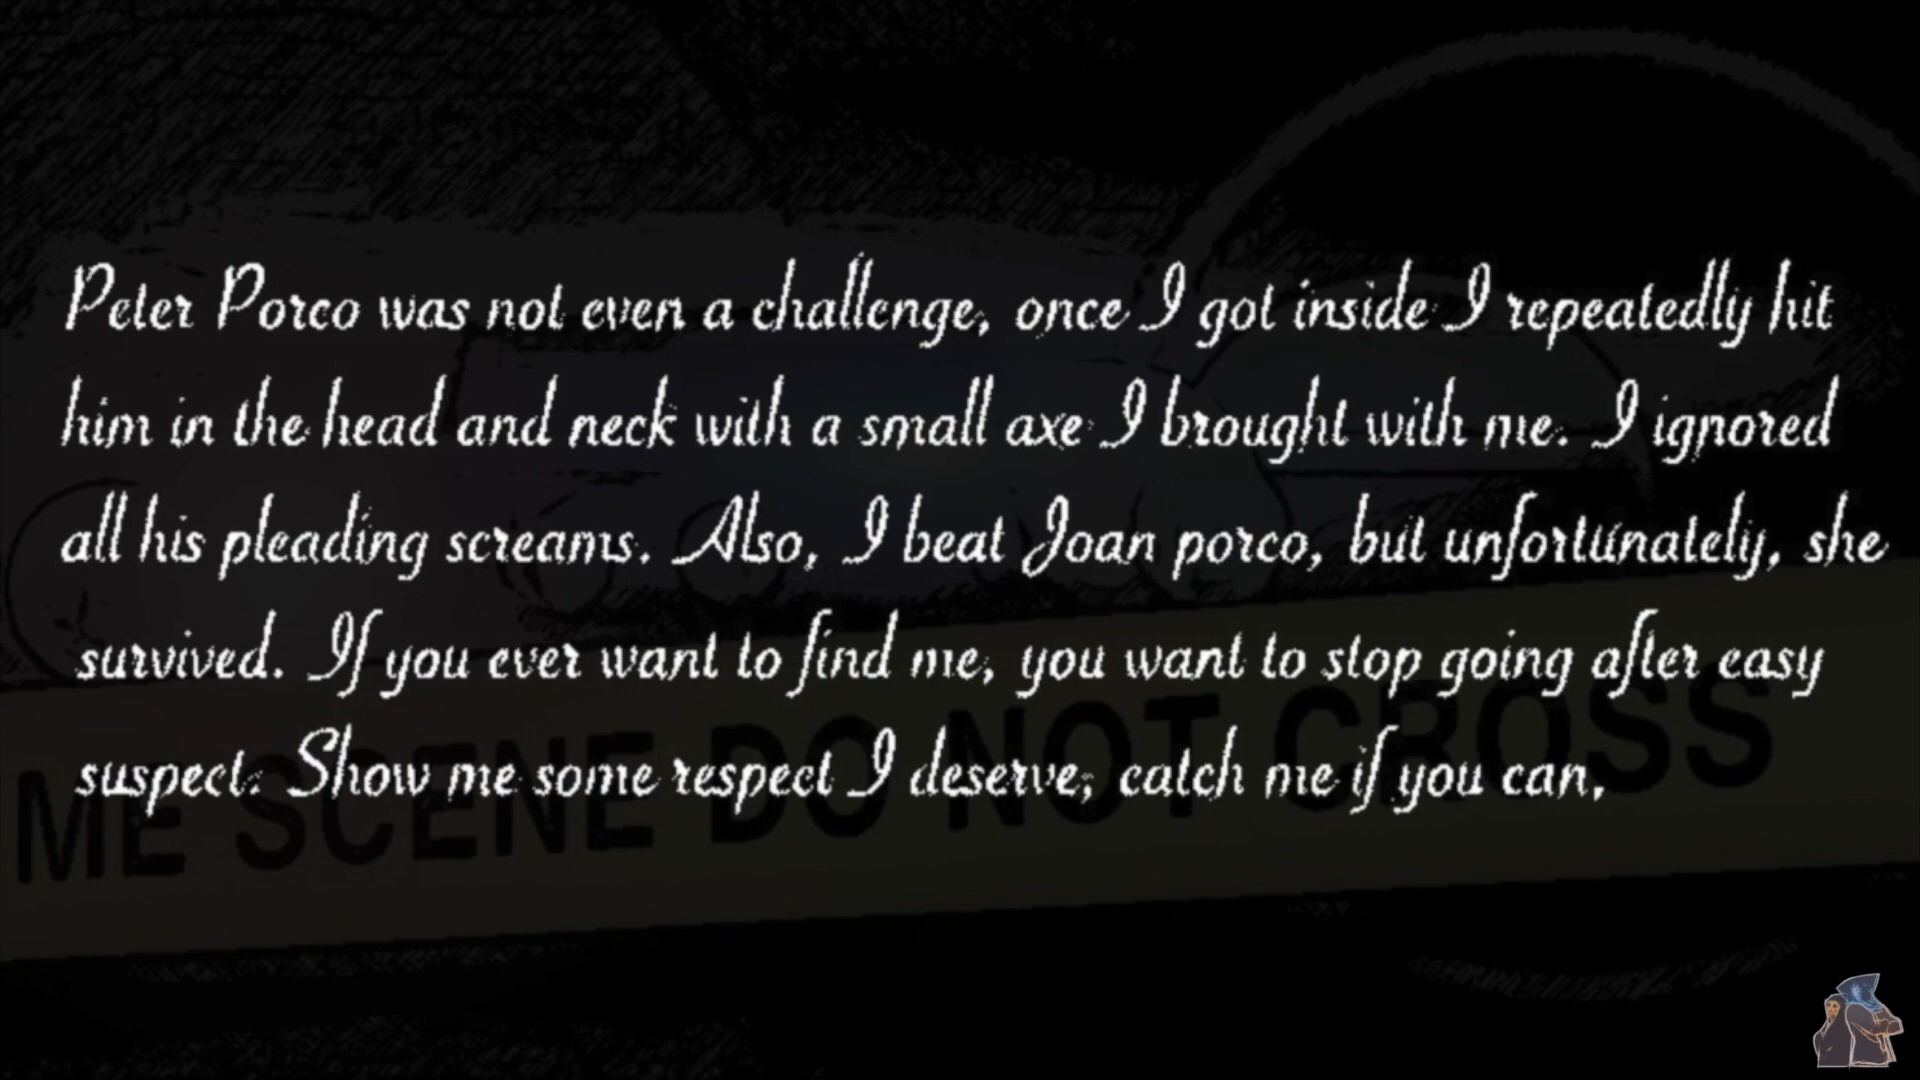 Peter Porco was not even a challenge, once I got inside I repeatedly hit
him in the head and neck with a small axe I brought with me. I ignored
all his pleading screams. Also, I beat Joan porco, but unfortunately, she
survived. If you ever want to find me, you want to stop going after easy
suspect. Show me some respect I deserve, catch me if you can.
ME SCENE DO NOT CROSS